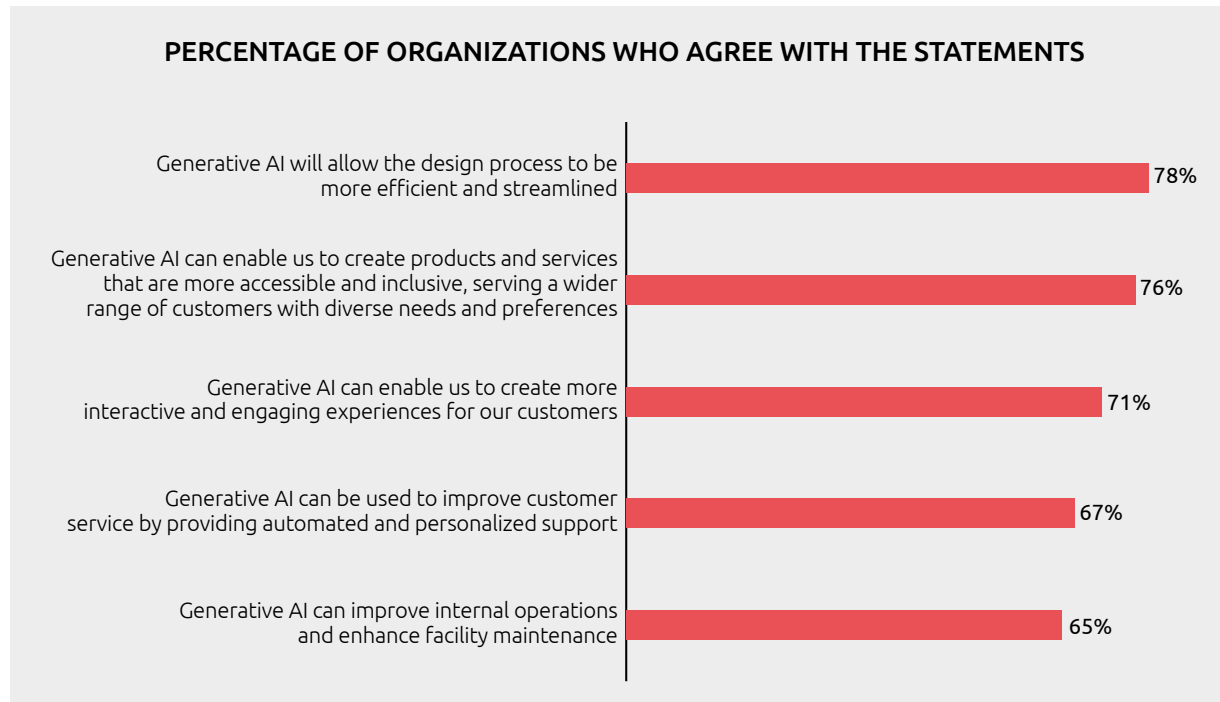 PERCENTAGE OF ORGANIZATIONS WHO AGREE WITH THE STATEMENTS
Generative AI will allow the design process to be
more efficient and streamlined
78%
Generative AI can enable us to create products and services
that are more accessible and inclusive, serving a wider
range of customers with diverse needs and preferences
76%
Generative AI can enable us to create more
interactive and engaging experiences for our customers
71%
Generative AI can be used to improve customer
service by providing automated and personalized support
67%
Generative AI can improve internal operations
and enhance facility maintenance
65%